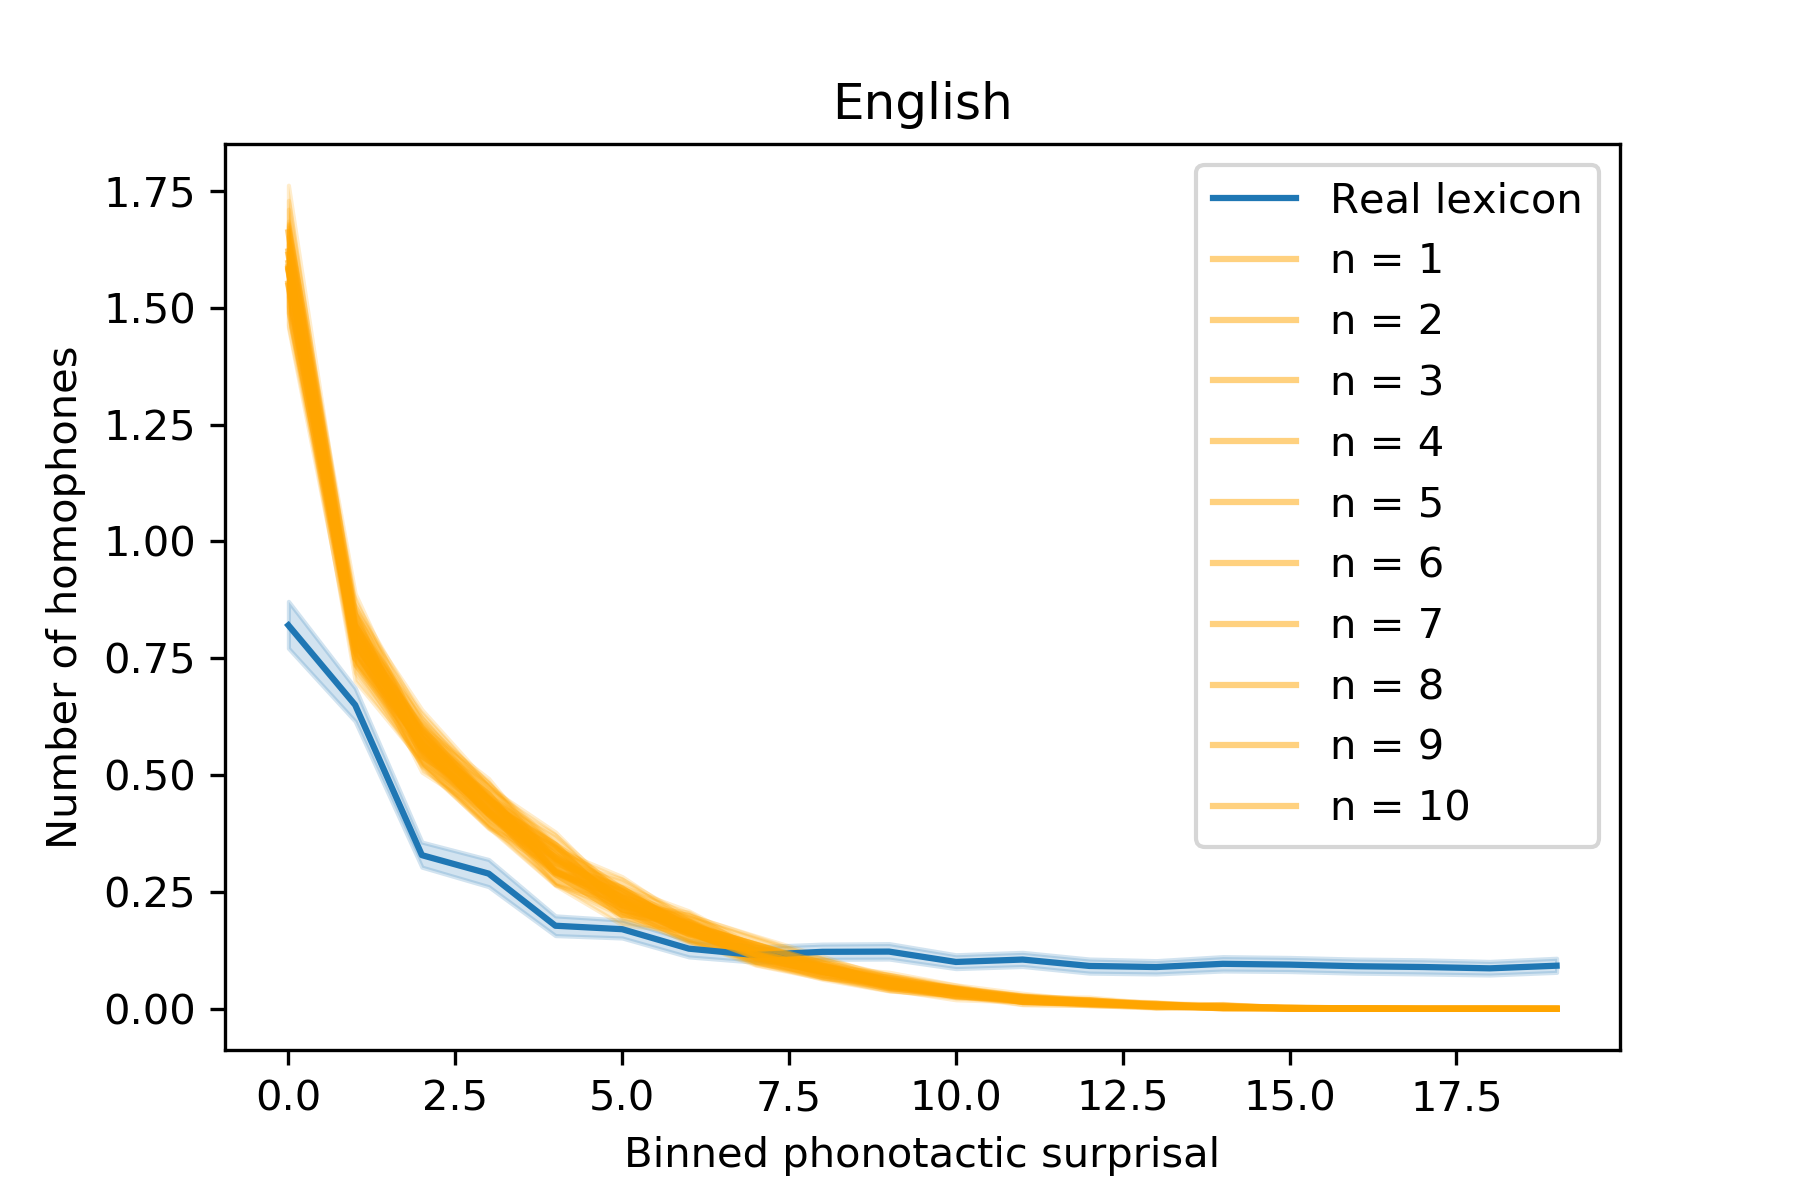 English
Number of homophones
1.75
1.50
1.25
1.00
0.75
0.50
0.25
0.00
Real lexicon
n = 1
n = 2
n = 3
n = 4
n = 5
n = 6
n = 7
n = 8
n = 9
n = 10
0.0 2.5 5.0 7.5 10.0 12.5 15.0 17.5
Binned phonotactic surprisal